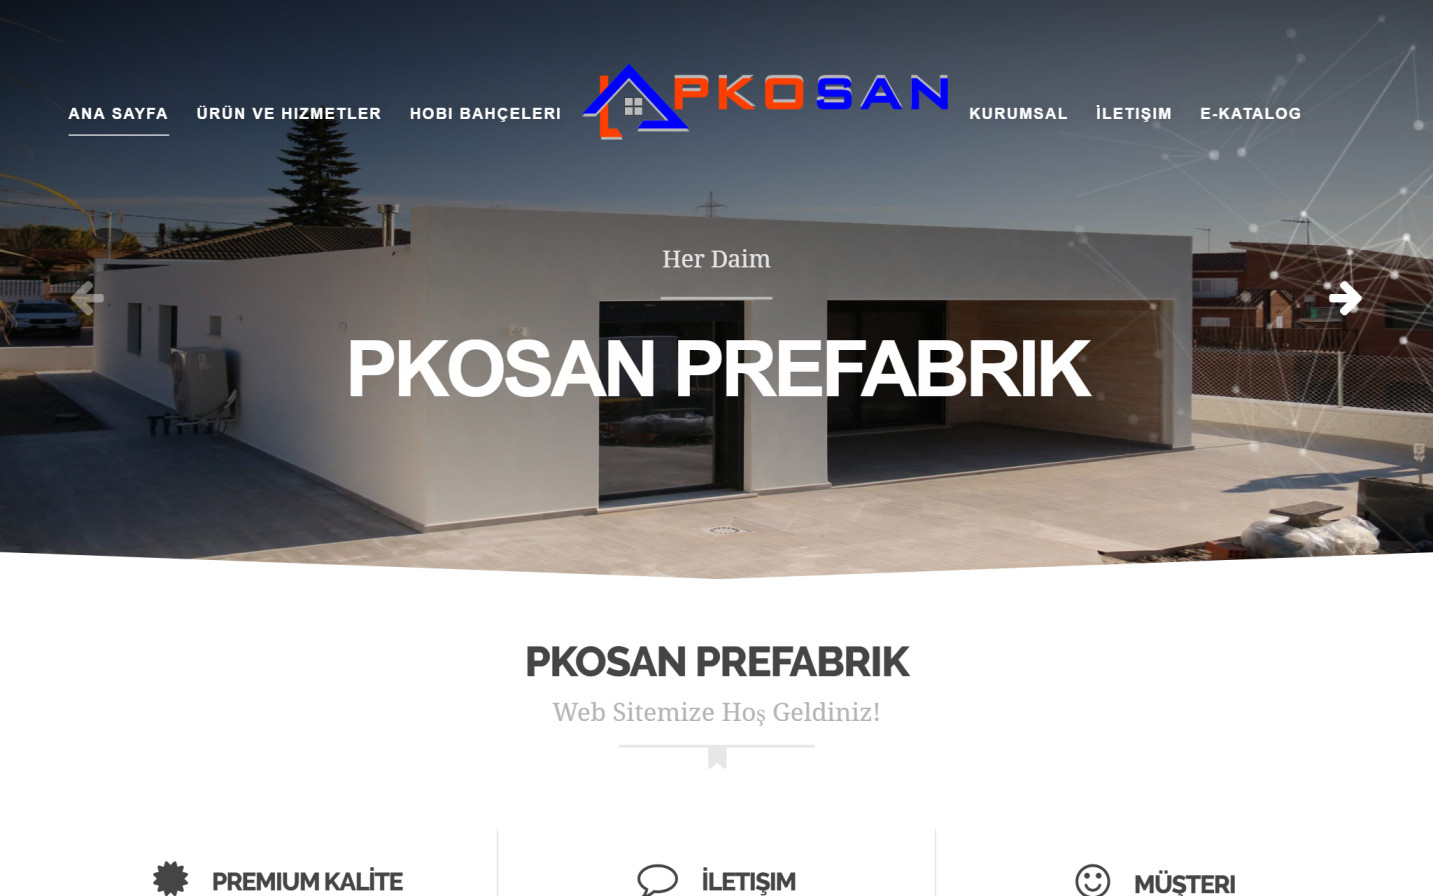 ANA SAYFA ÜRÜN VE HIZMETLER HOBI BAHÇELERI PKOSAN KURUMSAL İLETIŞIM E-KATALOG
Her Daim
PKOSAN PREFABRIK
PKOSAN PREFABRIK
Web Sitemize Hoş Geldiniz!
PREMIUM KALİTE İLETIŞIM MÜŞTERI